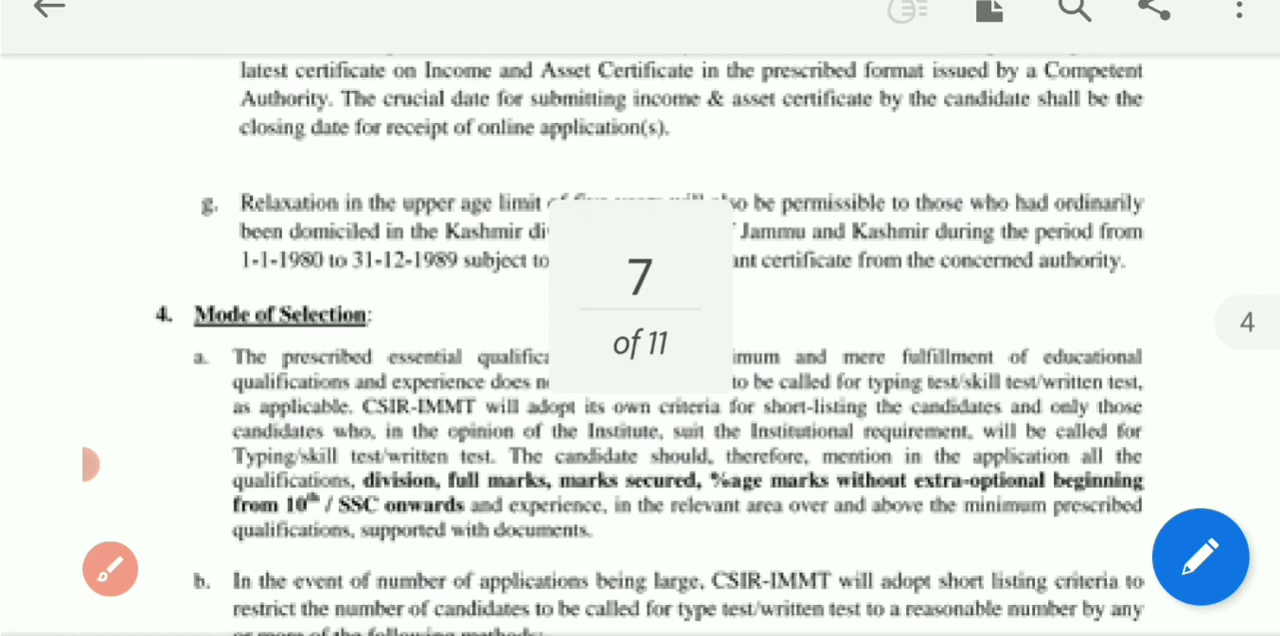 latest certificate on Income and Asset Certificate in the prescribed format issued by a Competent
Authority. The crucial date for submitting income & asset certificate by the candidate shall be the
closing date for receipt of online application(s).
g. Relaxation in the upper age limit be permissible to those who had ordinarily
been domiciled in the Kashmir Jammu and Kashmir during the period from
1-1-1980 to 31-12-1989 subject to certificate from the concerned authority.
7
of 11
4. Mode of Selection:
4
a. The prescribed essential and mere fulfillment of educational
qualifications and experience does to be called for typing test/skill test/written test,
as applicable. CSIR-IMMT will adopt its own criteria for short-listing the candidates and only those
candidates who, in the opinion of the Institute, suit the Institutional requirement, will be called for
Typing/skill test/written test. The candidate should, therefore, mention in the application all the
qualifications, division, full marks, marks secured, %age marks without extra-optional beginning
from 10th / SSC onwards and experience, in the relevant area over and above the minimum prescribed
qualifications, supported with documents.
b. In the event of number of applications being large, CSIR-IMMT will adopt short listing criteria to
restrict the number of candidates to be called for type test/written test to a reasonable number by any